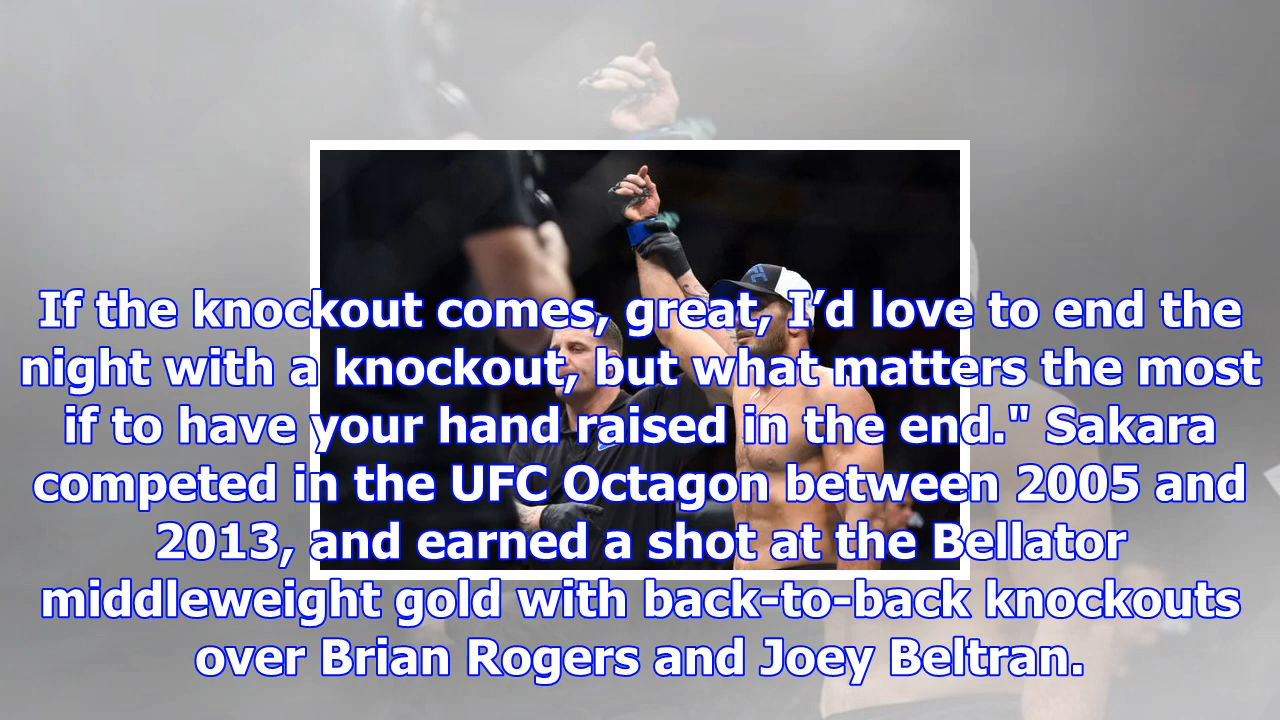 If the knockout comes, great, I’d love to end the
night with a knockout, but what matters the most
if to have your hand raised in the end." Sakara
competed in the UFC Octagon between 2005 and
2013, and earned a shot at the Bellator
middleweight gold with back-to-back knockouts
over Brian Rogers and Joey Beltran.